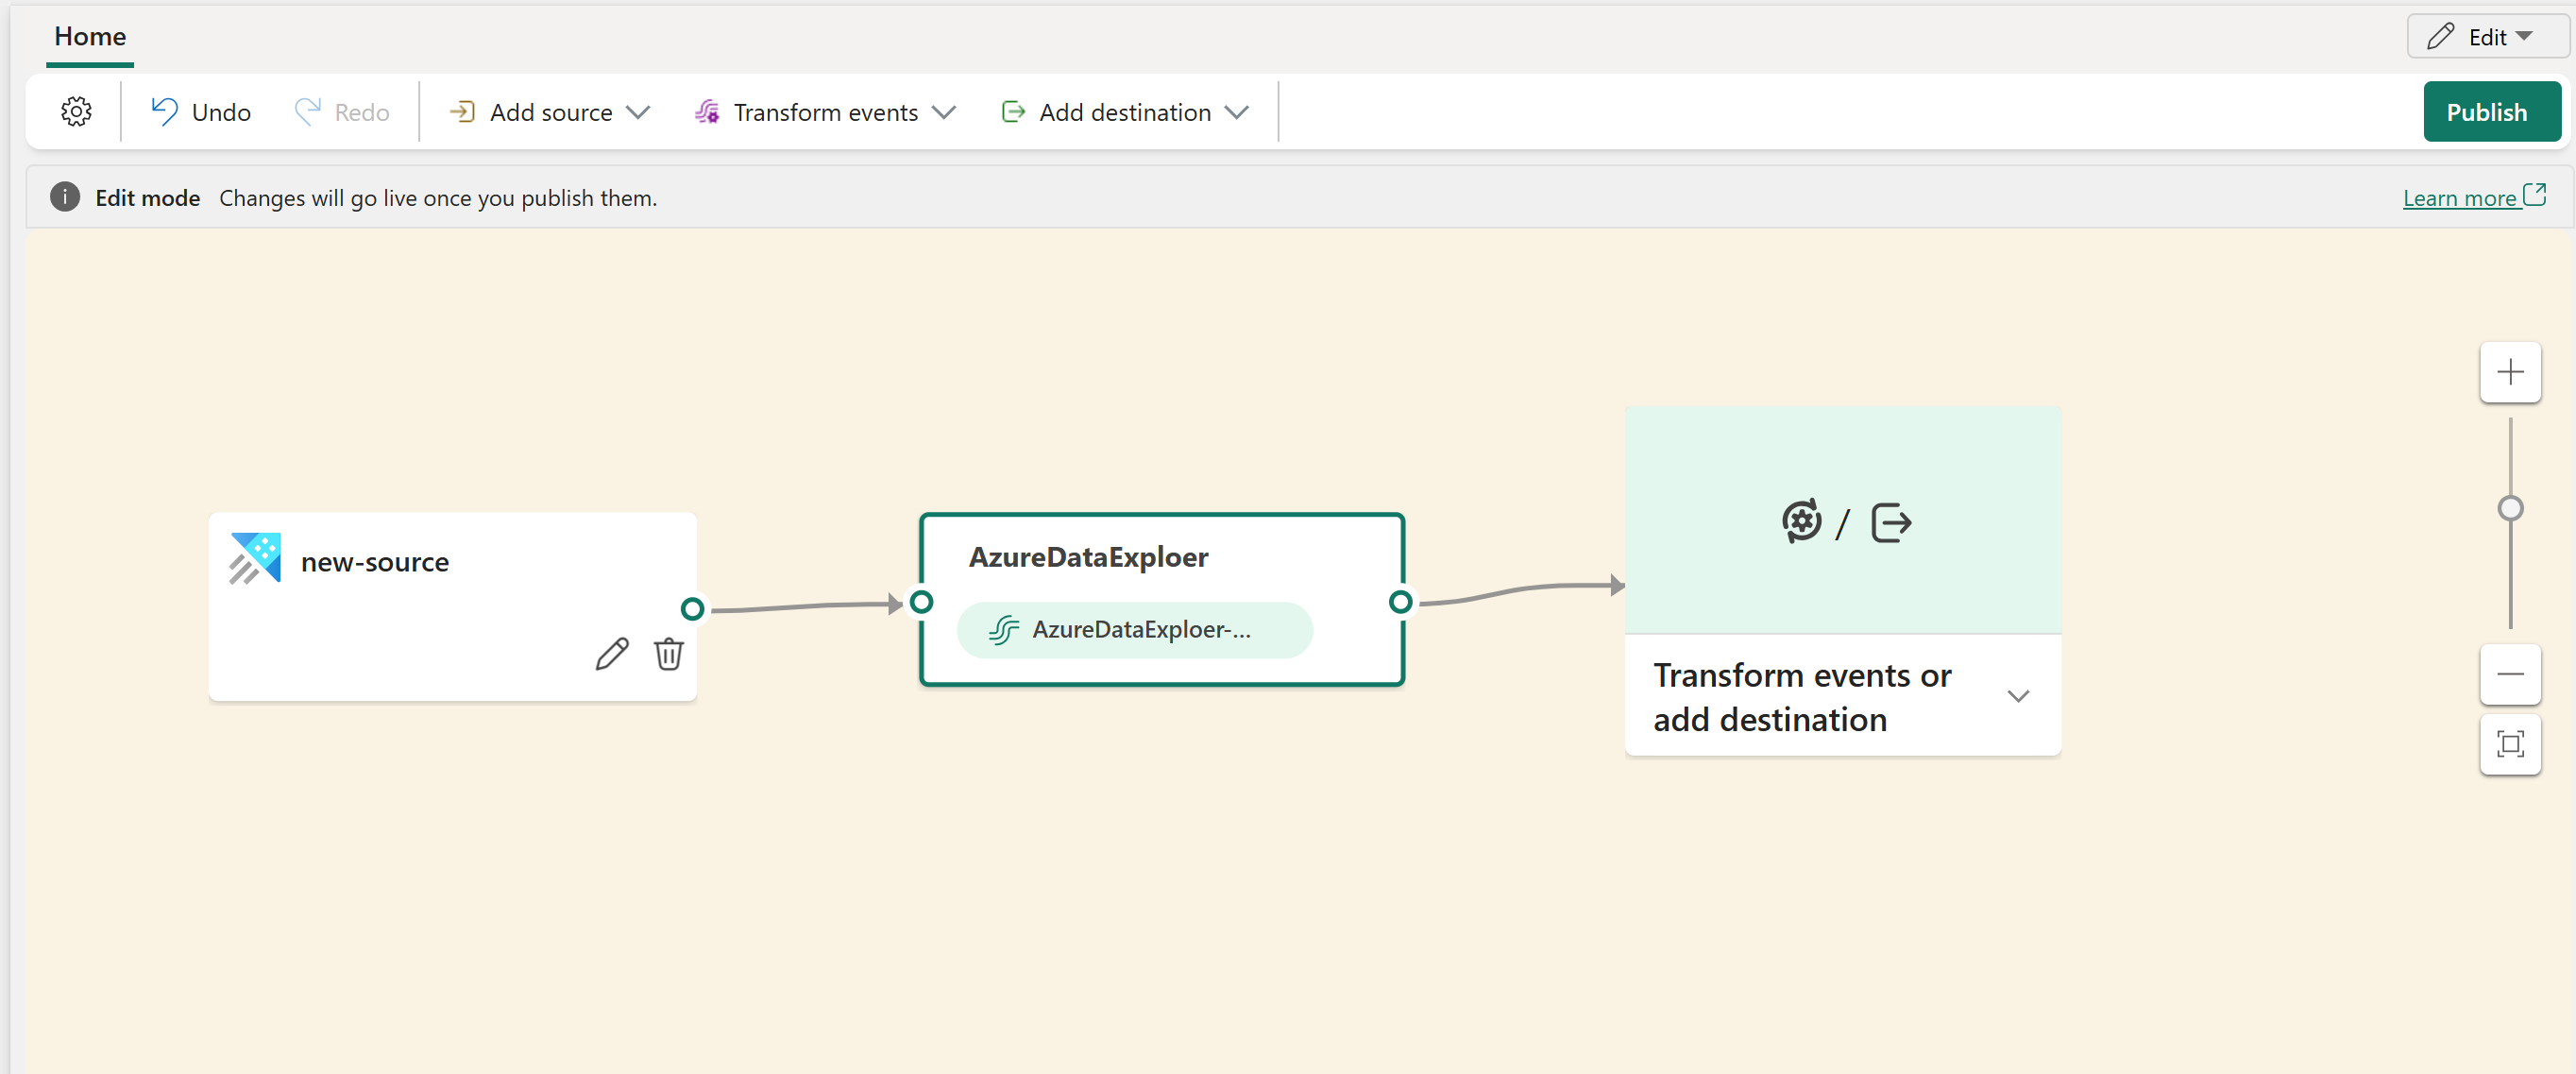 Home
Edit
Undo
Redo
Add source
Transform events
Add destination
Publish
Edit mode Changes will go live once you publish them.
Learn more
new-source
AzureDataExploer
AzureDataExploer-...
/
Transform events or
add destination